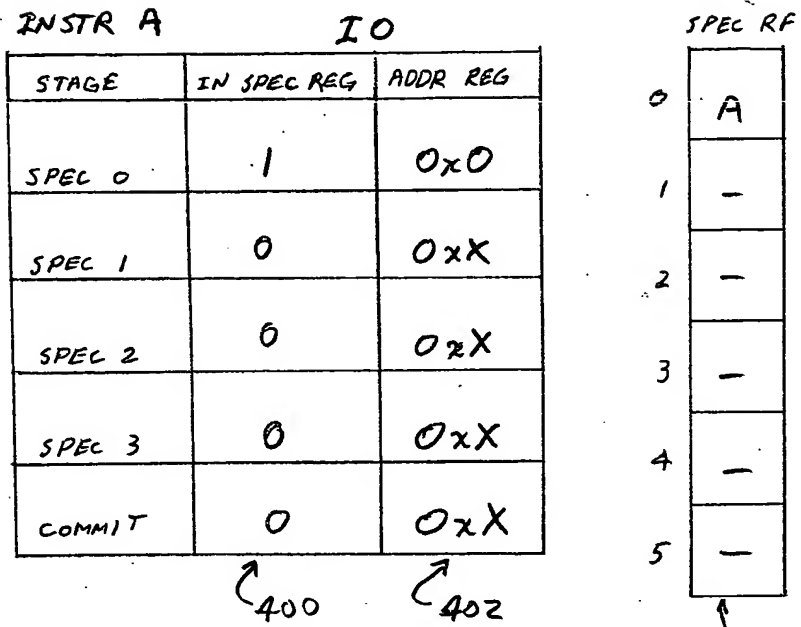 INSTR A IO SPEC RF
STAGE IN SPEC REG ADDR REG
0 A
SPEC 0 1 0x0
1 -
SPEC 1 0 0xX
2 -
SPEC 2 0 0xX
3 -
SPEC 3 0 0xX
4 -
COMMIT 0 0xX
5 -
400 402